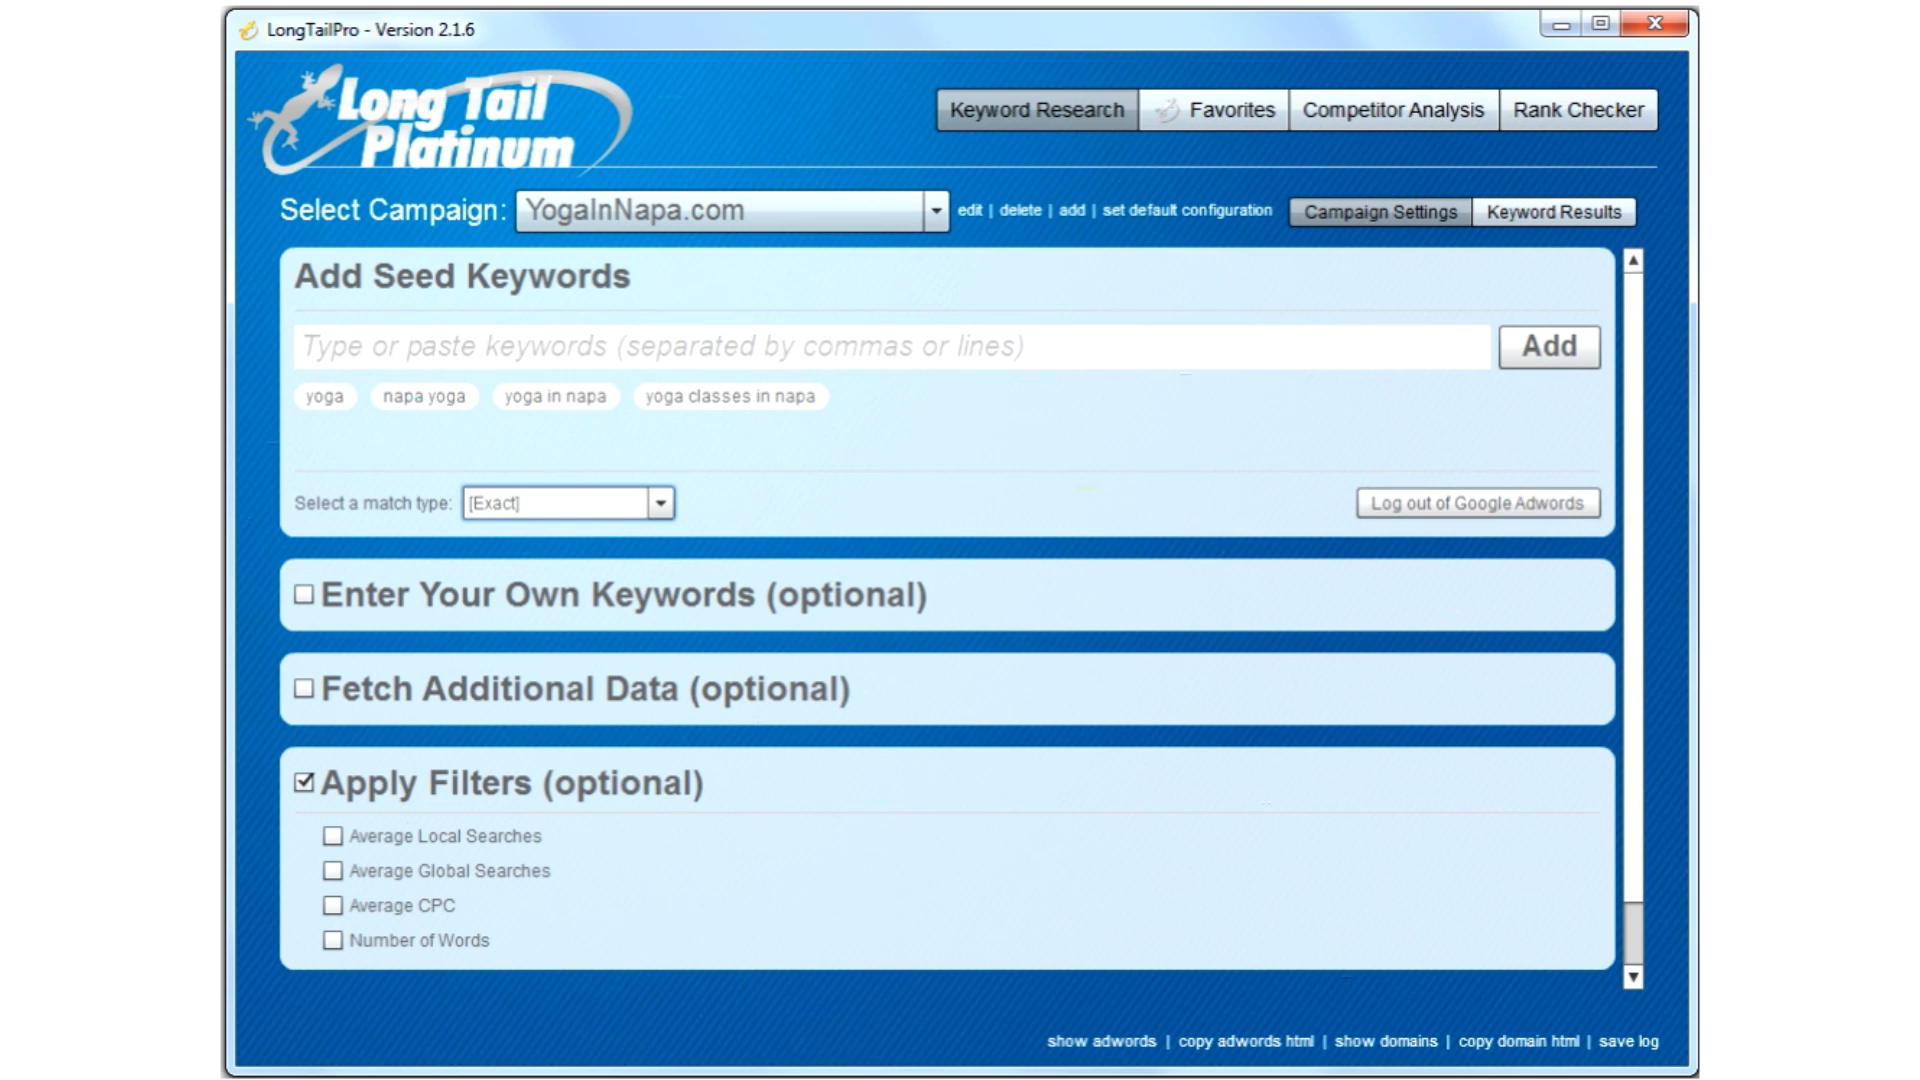 LongTailPro - Version 2.1.6
Long Tail
Platinum
Keyword Research Favorites Competitor Analysis Rank Checker
Select Campaign: YogaInNapa.com edit | delete | add | set default configuration Campaign Settings Keyword Results
Add Seed Keywords
Type or paste keywords (separated by commas or lines) Add
yoga napa yoga yoga in napa yoga classes in napa
Select a match type: [Exact] Log out of Google Adwords
Enter Your Own Keywords (optional)
Fetch Additional Data (optional)
Apply Filters (optional)
Average Local Searches
Average Global Searches
Average CPC
Number of Words
show adwords | copy adwords html | show domains | copy domain html | save log